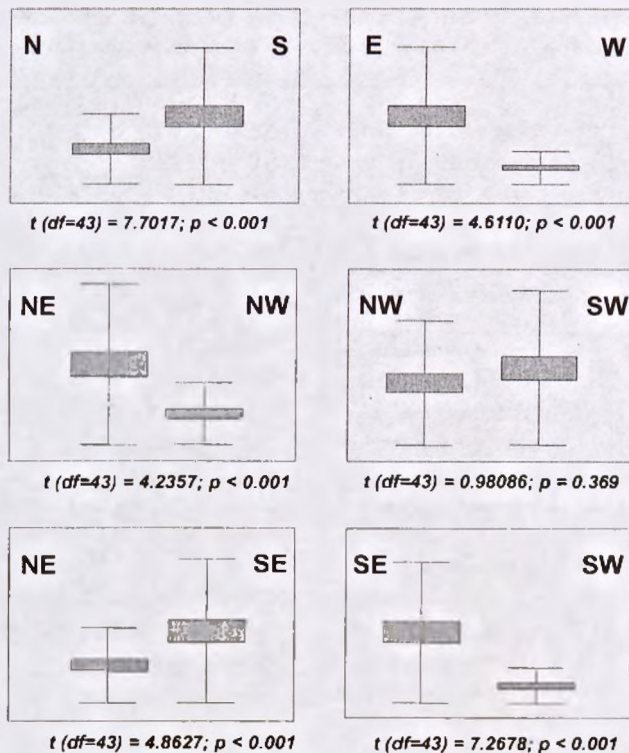 N S
E W
t (df=43) = 7.7017; p < 0.001
t (df=43) = 4.6110; p < 0.001
NE NW
NW SW
t (df=43) = 4.2357; p < 0.001
t (df=43) = 0.98086; p = 0.369
NE SE
SE SW
t (df=43) = 4.8627; p < 0.001
t (df=43) = 7.2678; p < 0.001